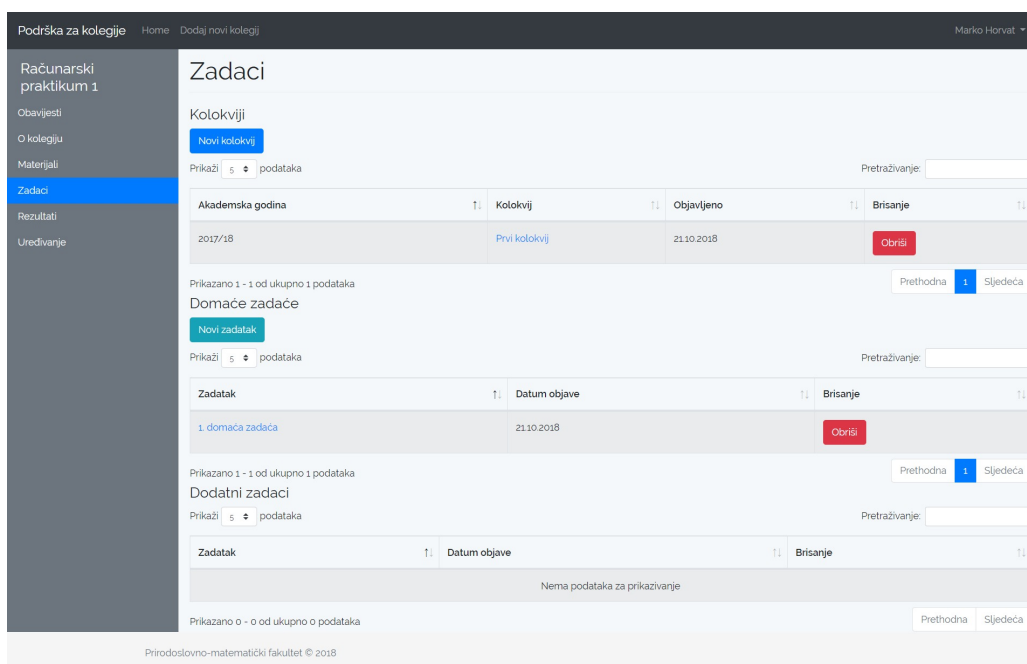 Podrška za kolegije Home Dodaj novi kolegij Marko Horvat
Računarski
praktikum 1
Obavijesti
O kolegiju
Materijali
Zadaci
Rezultati
Uređivanje
Zadaci
Kolokviji
Novi kolokvij
Prikaži 5 podataka Pretraživanje:
Akademska godina Kolokvij Objavljeno Brisanje
2017/18 Prvi kolokvij 21.10.2018 Obriši
Prikazano 1 - 1 od ukupno 1 podataka Prethodna 1 Sljedeća
Domaće zadaće
Novi zadatak
Prikaži 5 podataka Pretraživanje:
Zadatak Datum objave Brisanje
1. domaća zadaća 21.10.2018 Obriši
Prikazano 1 - 1 od ukupno 1 podataka Prethodna 1 Sljedeća
Dodatni zadaci
Prikaži 5 podataka Pretraživanje:
Zadatak Datum objave Brisanje
Nema podataka za prikazivanje
Prikazano 0 - 0 od ukupno 0 podataka Prethodna Sljedeća
Prirodoslovno-matematički fakultet © 2018